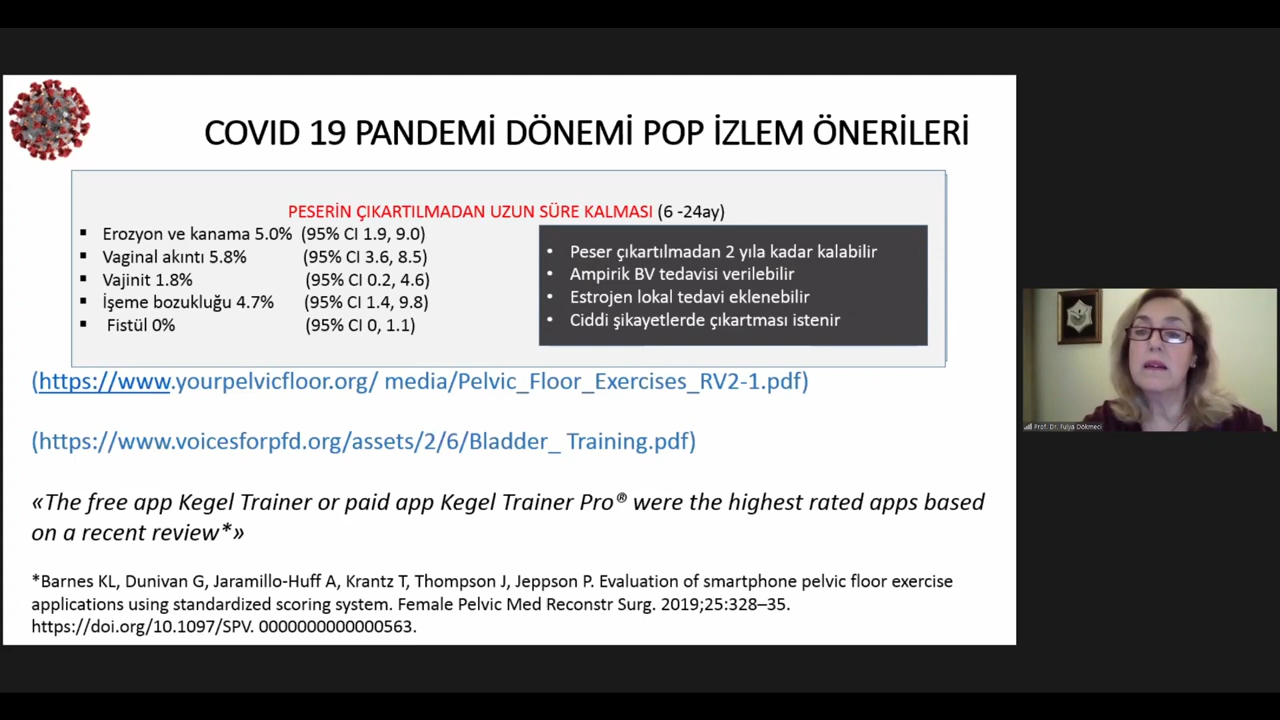 COVID 19 PANDEMİ DÖNEMİ POP İZLEM ÖNERİLERİ
PESERİN ÇIKARTILMADAN UZUN SÜRE KALMASI (6 -24ay)
▪ Erozyon ve kanama 5.0% (95% CI 1.9, 9.0)
▪ Vaginal akıntı 5.8% (95% CI 3.6, 8.5)
▪ Vajinit 1.8% (95% CI 0.2, 4.6)
▪ İşeme bozukluğu 4.7% (95% CI 1.4, 9.8)
▪ Fistül 0% (95% CI 0, 1.1)
• Peser çıkartılmadan 2 yıla kadar kalabilir
• Ampirik BV tedavisi verilebilir
• Estrojen lokal tedavi eklenebilir
• Ciddi şikayetlerde çıkartması istenir
(https://www.yourpelvicfloor.org/ media/Pelvic_Floor_Exercises_RV2-1.pdf)
(https://www.voicesforpfd.org/assets/2/6/Bladder_ Training.pdf)
«The free app Kegel Trainer or paid app Kegel Trainer Pro® were the highest rated apps based
on a recent review*»
*Barnes KL, Dunivan G, Jaramillo-Huff A, Krantz T, Thompson J, Jeppson P. Evaluation of smartphone pelvic floor exercise
applications using standardized scoring system. Female Pelvic Med Reconstr Surg. 2019;25:328–35.
https://doi.org/10.1097/SPV. 0000000000000563.
Prof. Dr. Fulya Dökmeci